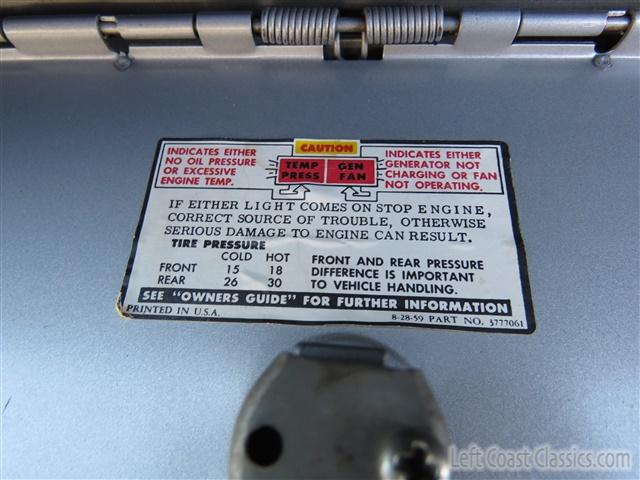 CAUTION
INDICATES EITHER
NO OIL PRESSURE
OR EXCESSIVE
ENGINE TEMP.
TEMP GEN
PRESS FAN
INDICATES EITHER
GENERATOR NOT
CHARGING OR FAN
NOT OPERATING.
IF EITHER LIGHT COMES ON STOP ENGINE,
CORRECT SOURCE OF TROUBLE, OTHERWISE
SERIOUS DAMAGE TO ENGINE CAN RESULT.
TIRE PRESSURE
COLD HOT
FRONT 15 18
REAR 26 30
FRONT AND REAR PRESSURE
DIFFERENCE IS IMPORTANT
TO VEHICLE HANDLING.
SEE "OWNERS GUIDE" FOR FURTHER INFORMATION
PRINTED IN U.S.A. 8-28-59 PART NO. 3777061
Left Coast Classics.com